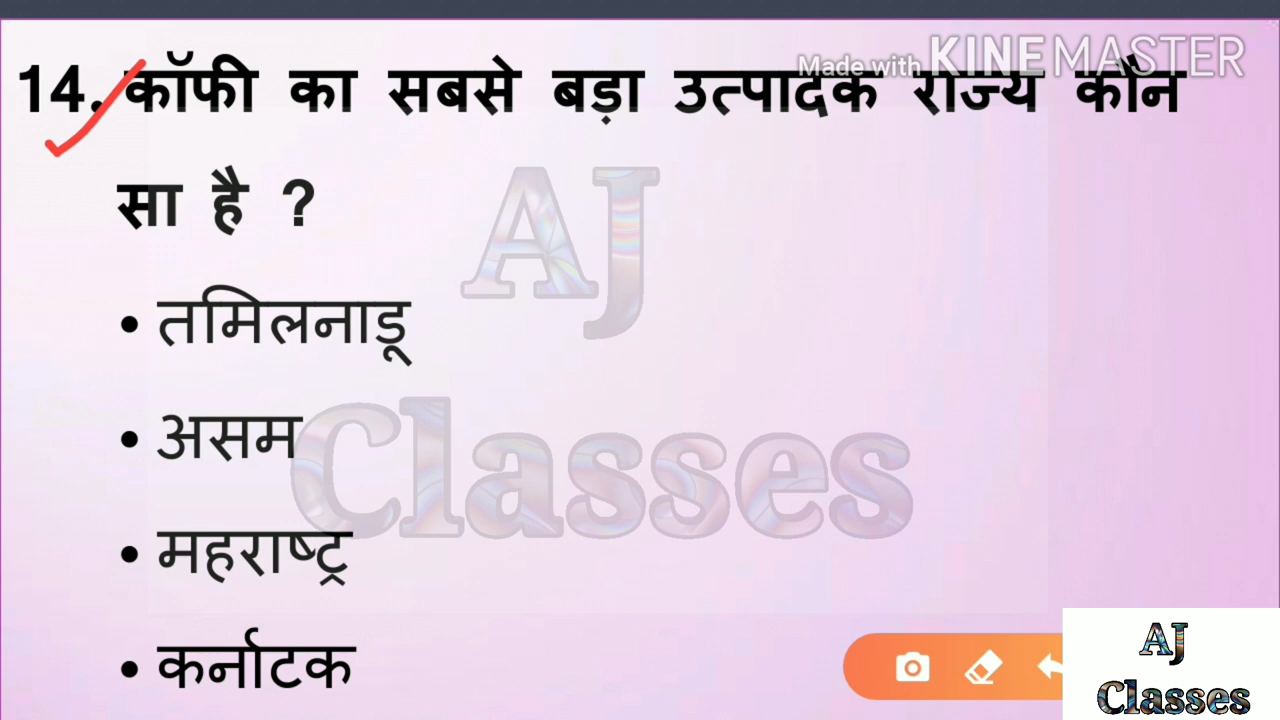 Made with KINEMASTER
14. कॉफी का सबसे बड़ा उत्पादक राज्य कौन
सा है ?
AJ
• तमिलनाडू
• असम
Classes
• महराष्ट्र
• कर्नाटक
AJ
Classes